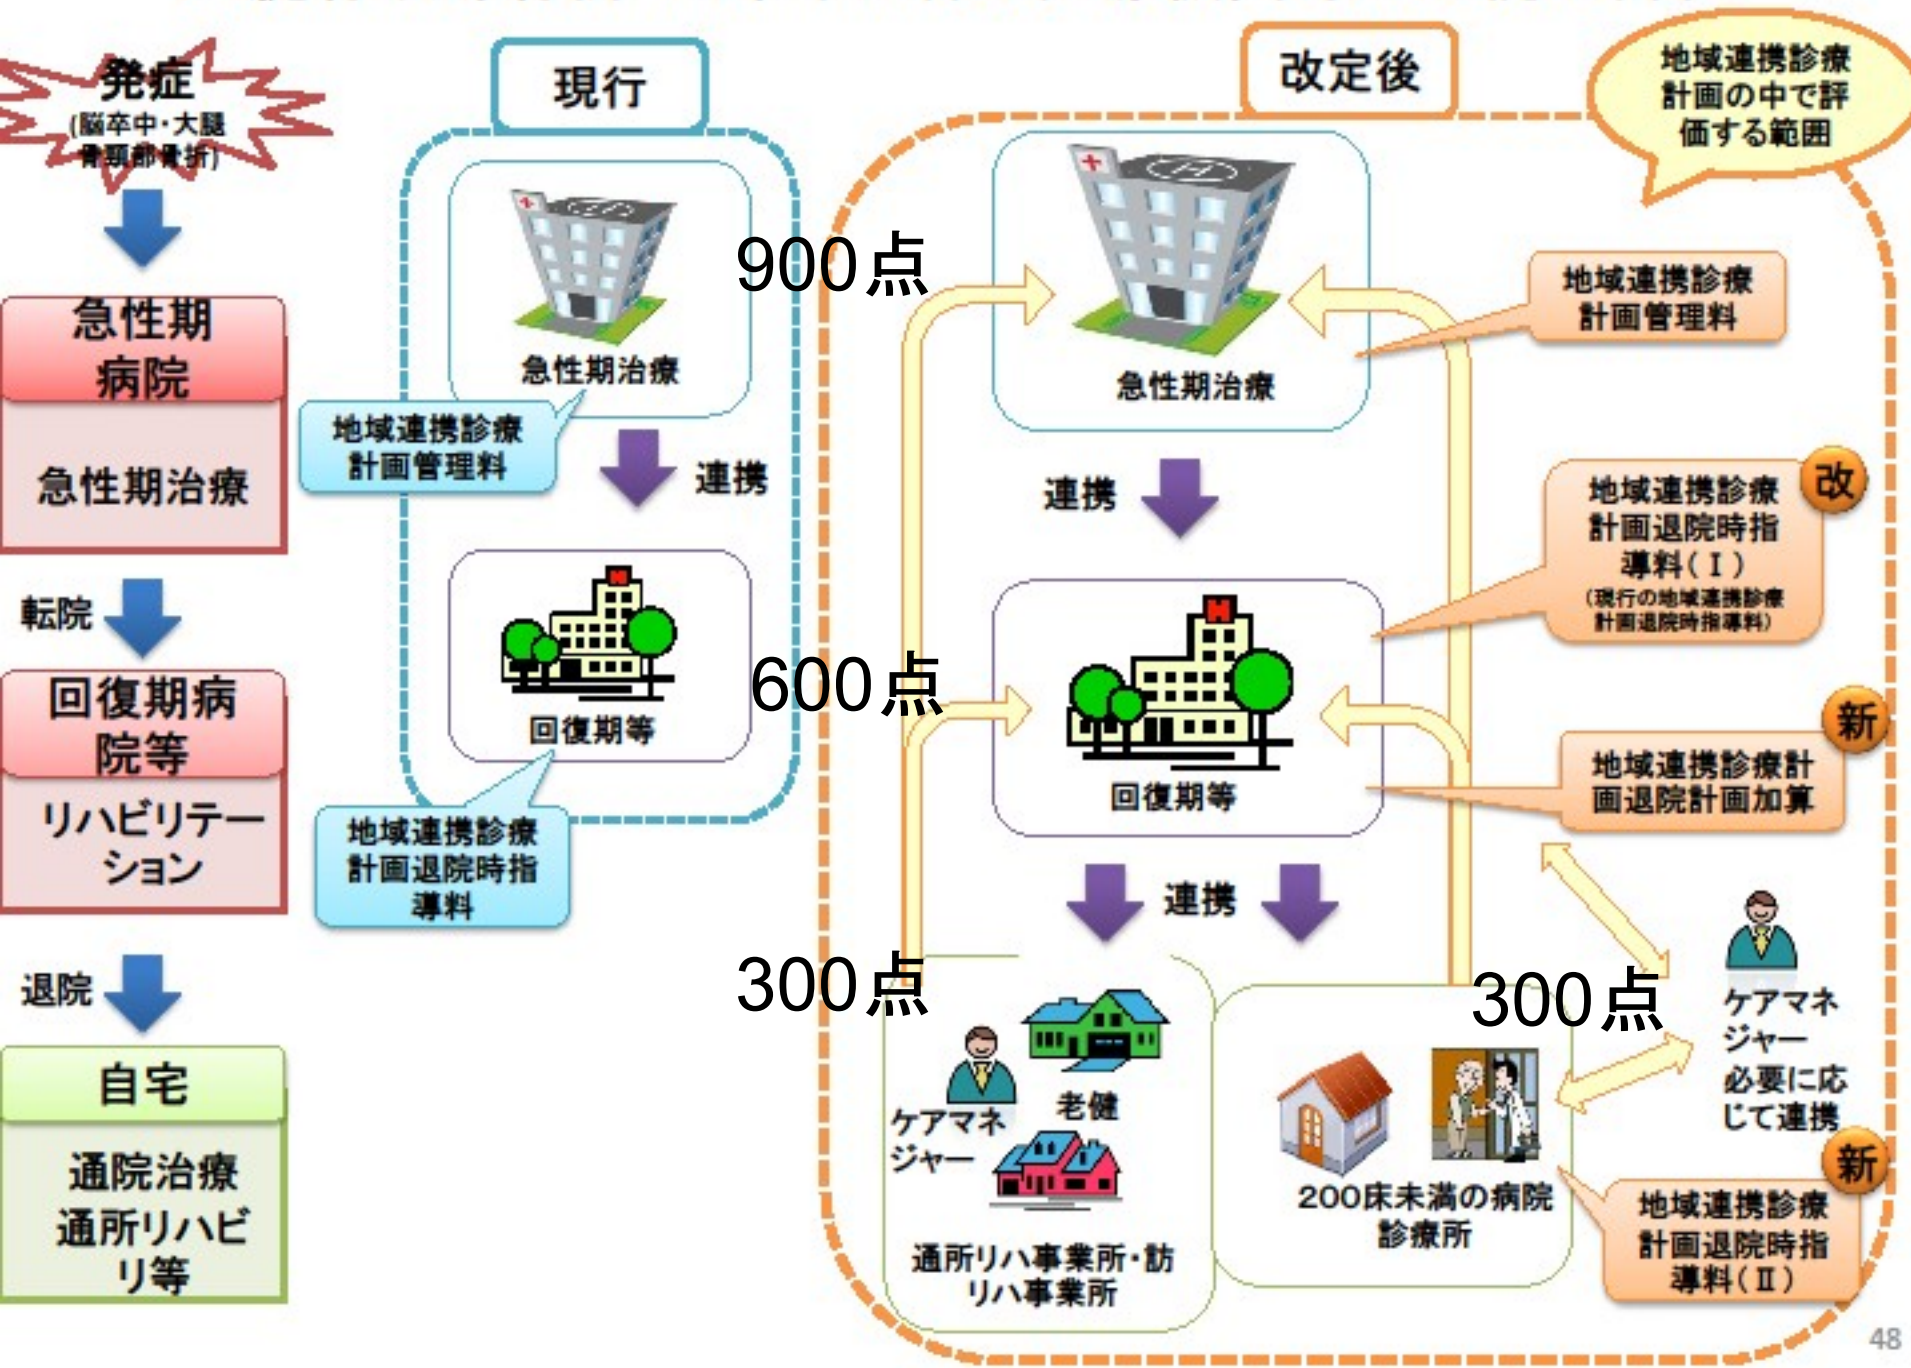 発症
(脳卒中・大腿
骨頸部骨折)
急性期
病院
急性期治療
転院
回復期病
院等
リハビリテー
ション
退院
自宅
通院治療
通所リハビ
リ等
現行
急性期治療
地域連携診療
計画管理料
連携
回復期等
地域連携診療
計画退院時指
導料
改定後
地域連携診療
計画の中で評
価する範囲
900点
急性期治療
地域連携診療
計画管理料
連携
改
地域連携診療
計画退院時指
導料(Ⅰ)
(現行の地域連携診療
計画退院時指導料)
600点
回復期等
新
地域連携診療計
画退院計画加算
連携
300点
ケアマネ
ジャー
老健
通所リハ事業所・訪
リハ事業所
300点
200床未満の病院
診療所
ケアマネ
ジャー
必要に応
じて連携
新
地域連携診療
計画退院時指
導料(Ⅱ)
48